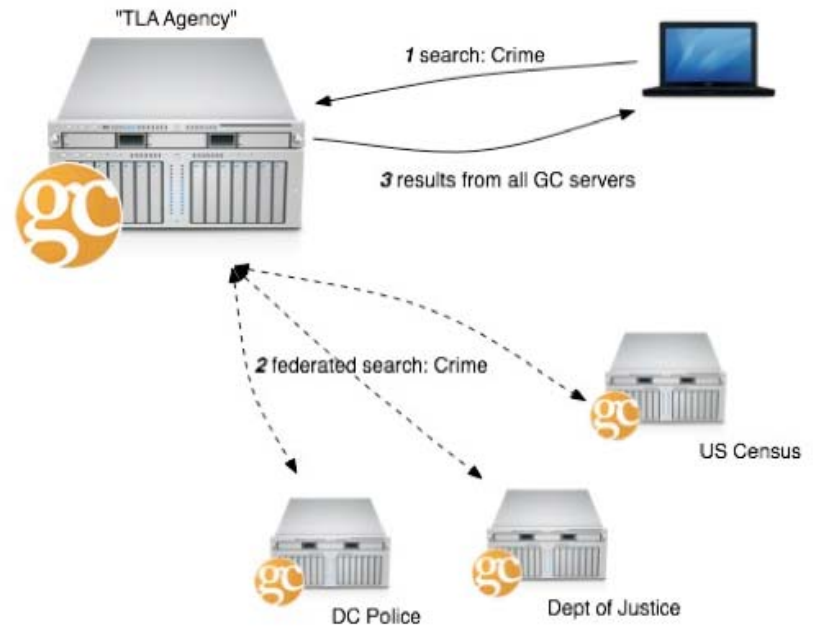 "TLA Agency"
1 search: Crime
3 results from all GC servers
gc
2 federated search: Crime
gc
US Census
gc
DC Police
gc
Dept of Justice